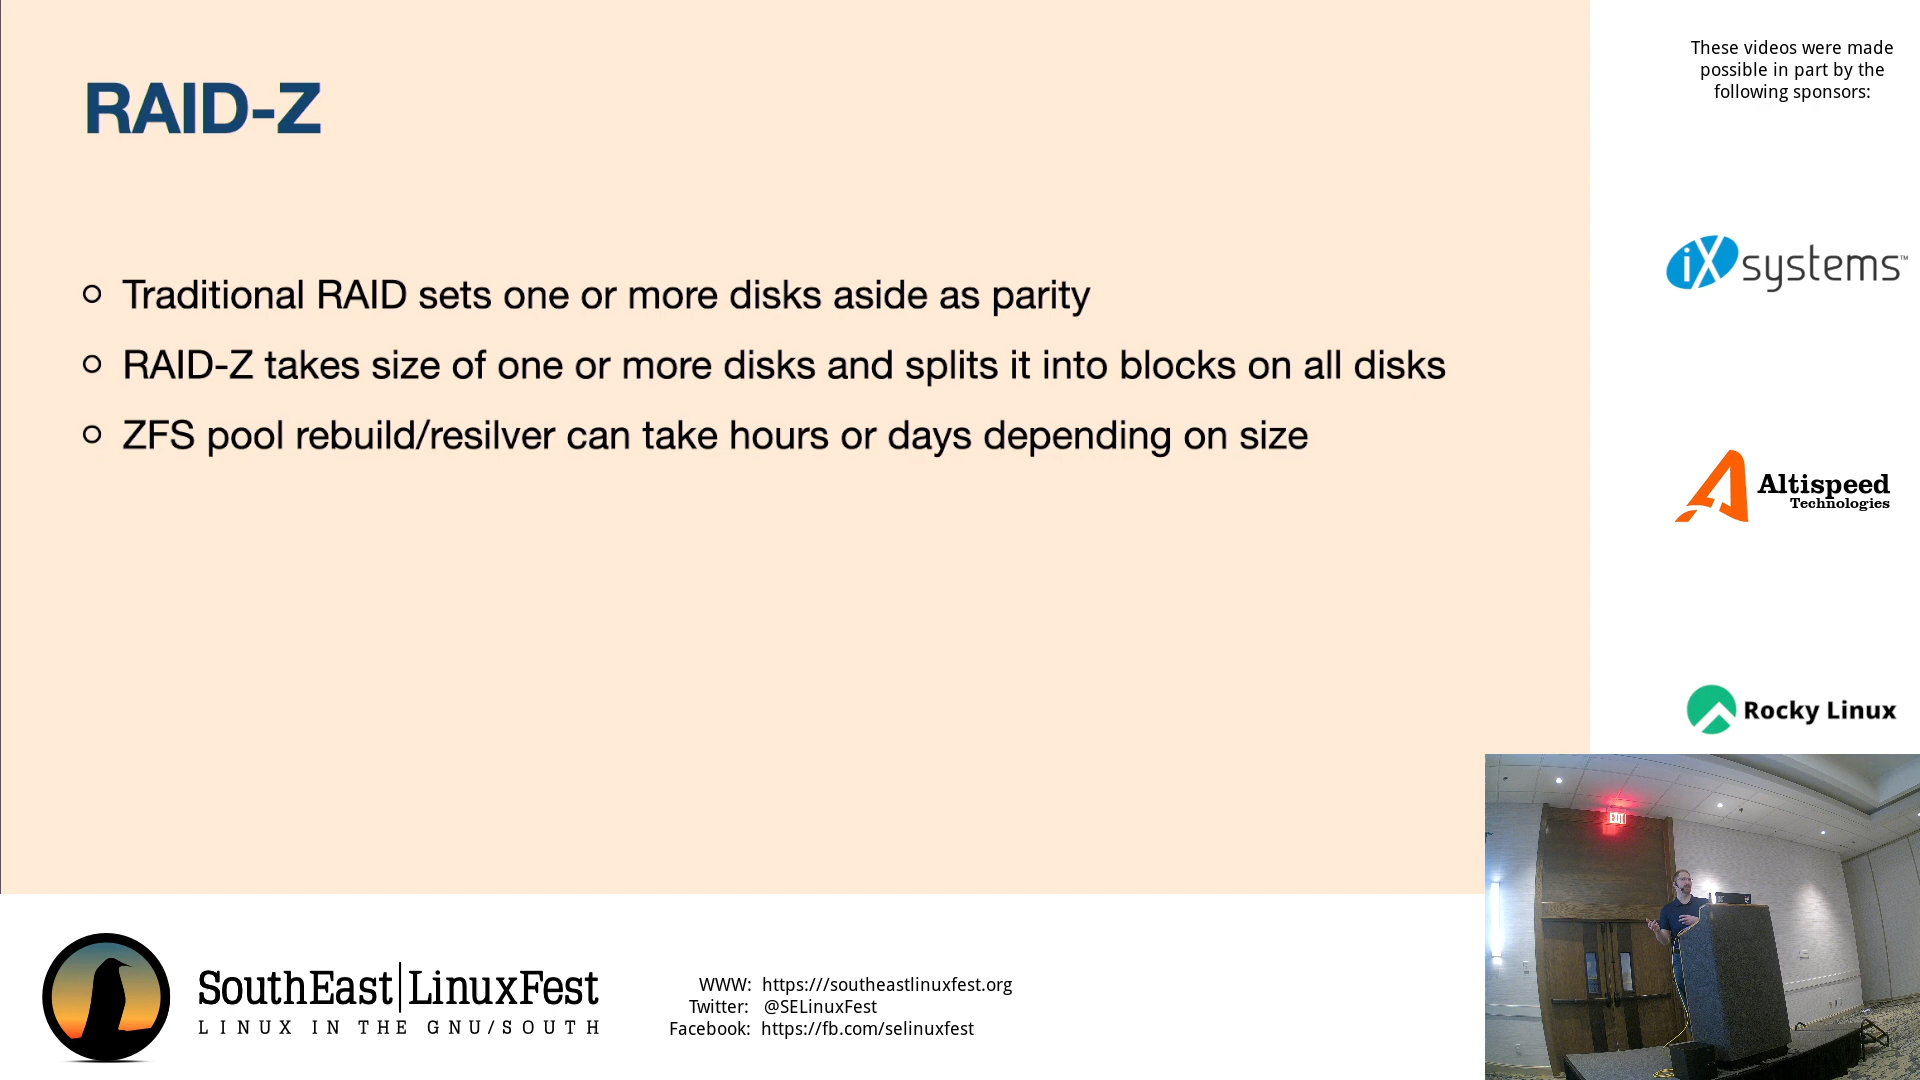 RAID-Z
Traditional RAID sets one or more disks aside as parity
RAID-Z takes size of one or more disks and splits it into blocks on all disks
ZFS pool rebuild/resilver can take hours or days depending on size
These videos were made
possible in part by the
following sponsors:
iXsystems™
Altispeed
Technologies
Rocky Linux
EXIT
SouthEast|LinuxFest
LINUX IN THE GNU/SOUTH
WWW: https:///southeastlinuxfest.org
Twitter: @SELinuxFest
Facebook: https://fb.com/selinuxfest